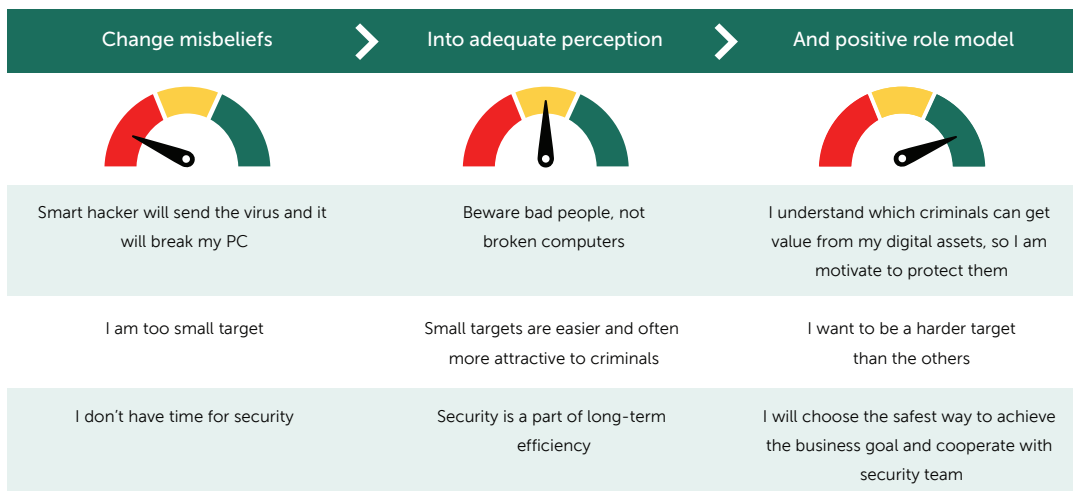 Change misbeliefs
Into adequate perception
And positive role model
Smart hacker will send the virus and it
will break my PC
Beware bad people, not
broken computers
I understand which criminals can get
value from my digital assets, so I am
motivate to protect them
I am too small target
Small targets are easier and often
more attractive to criminals
I want to be a harder target
than the others
I don't have time for security
Security is a part of long-term
efficiency
I will choose the safest way to achieve
the business goal and cooperate with
security team